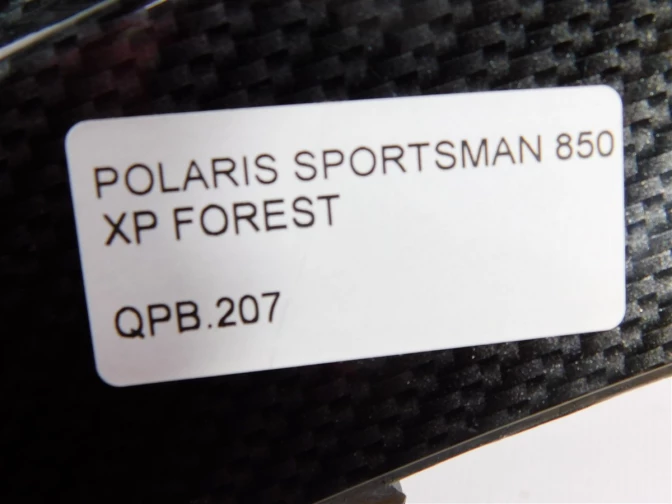 POLARIS SPORTSMAN 850
XP FOREST
QPB.207